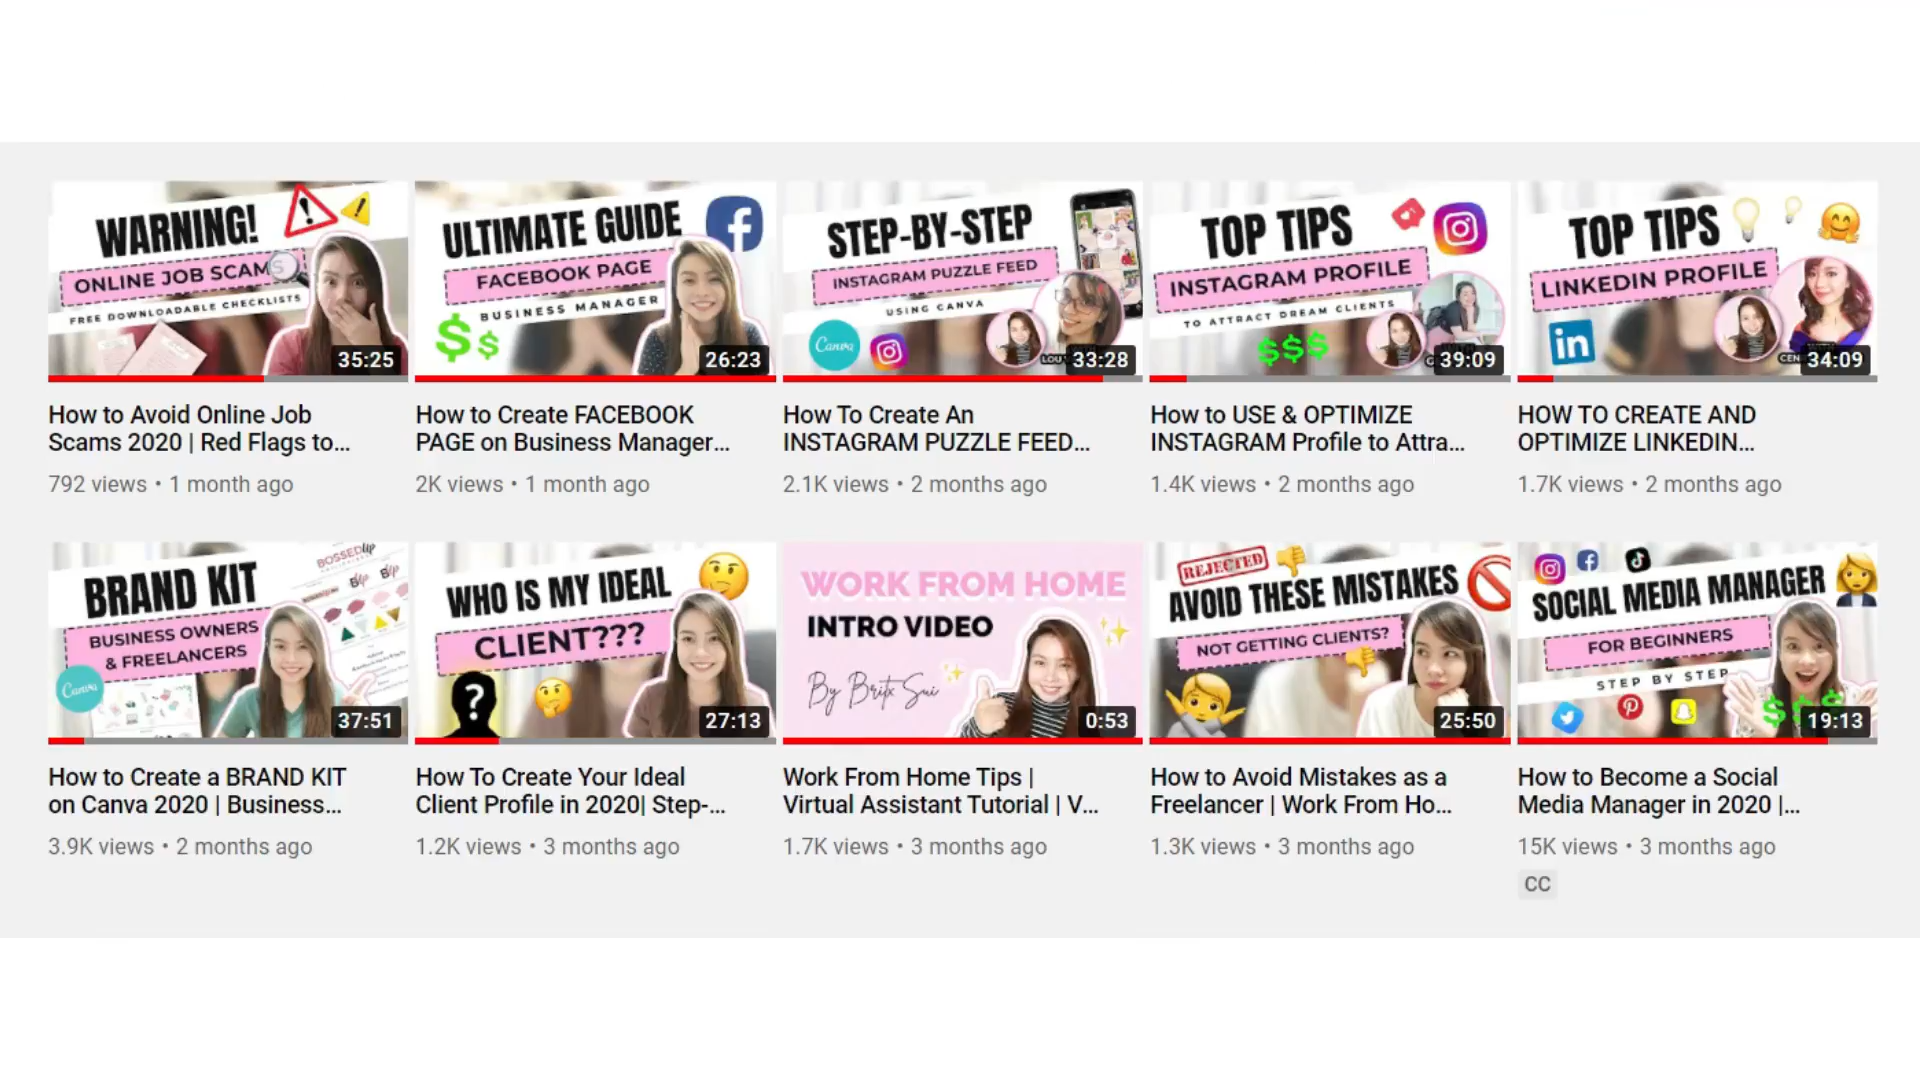 WARNING!
ONLINE JOB SCAMS
FREE DOWNLOADABLE CHECKLISTS
35:25
How to Avoid Online Job
Scams 2020 | Red Flags to...
792 views • 1 month ago
ULTIMATE GUIDE
FACEBOOK PAGE
BUSINESS MANAGER
$ $
26:23
How to Create FACEBOOK
PAGE on Business Manager...
2K views • 1 month ago
STEP-BY-STEP
INSTAGRAM PUZZLE FEED
USING CANVA
Canva
LOU
33:28
How To Create An
INSTAGRAM PUZZLE FEED...
2.1K views • 2 months ago
TOP TIPS
INSTAGRAM PROFILE
TO ATTRACT DREAM CLIENTS
$$$
39:09
How to USE & OPTIMIZE
INSTAGRAM Profile to Attra...
1.4K views • 2 months ago
TOP TIPS
LINKEDIN PROFILE
in
CEN
34:09
HOW TO CREATE AND
OPTIMIZE LINKEDIN...
1.7K views • 2 months ago
BRAND KIT
BUSINESS OWNERS
& FREELANCERS
BOSSEDUP
Canva
37:51
How to Create a BRAND KIT
on Canva 2020 | Business...
3.9K views • 2 months ago
WHO IS MY IDEAL
CLIENT???
?
27:13
How To Create Your Ideal
Client Profile in 2020| Step-...
1.2K views • 3 months ago
WORK FROM HOME
INTRO VIDEO
By Britx Sui
0:53
Work From Home Tips |
Virtual Assistant Tutorial | V...
1.7K views • 3 months ago
REJECTED
AVOID THESE MISTAKES
NOT GETTING CLIENTS?
25:50
How to Avoid Mistakes as a
Freelancer | Work From Ho...
1.3K views • 3 months ago
SOCIAL MEDIA MANAGER
FOR BEGINNERS
STEP BY STEP
19:13
How to Become a Social
Media Manager in 2020 |...
15K views • 3 months ago
CC